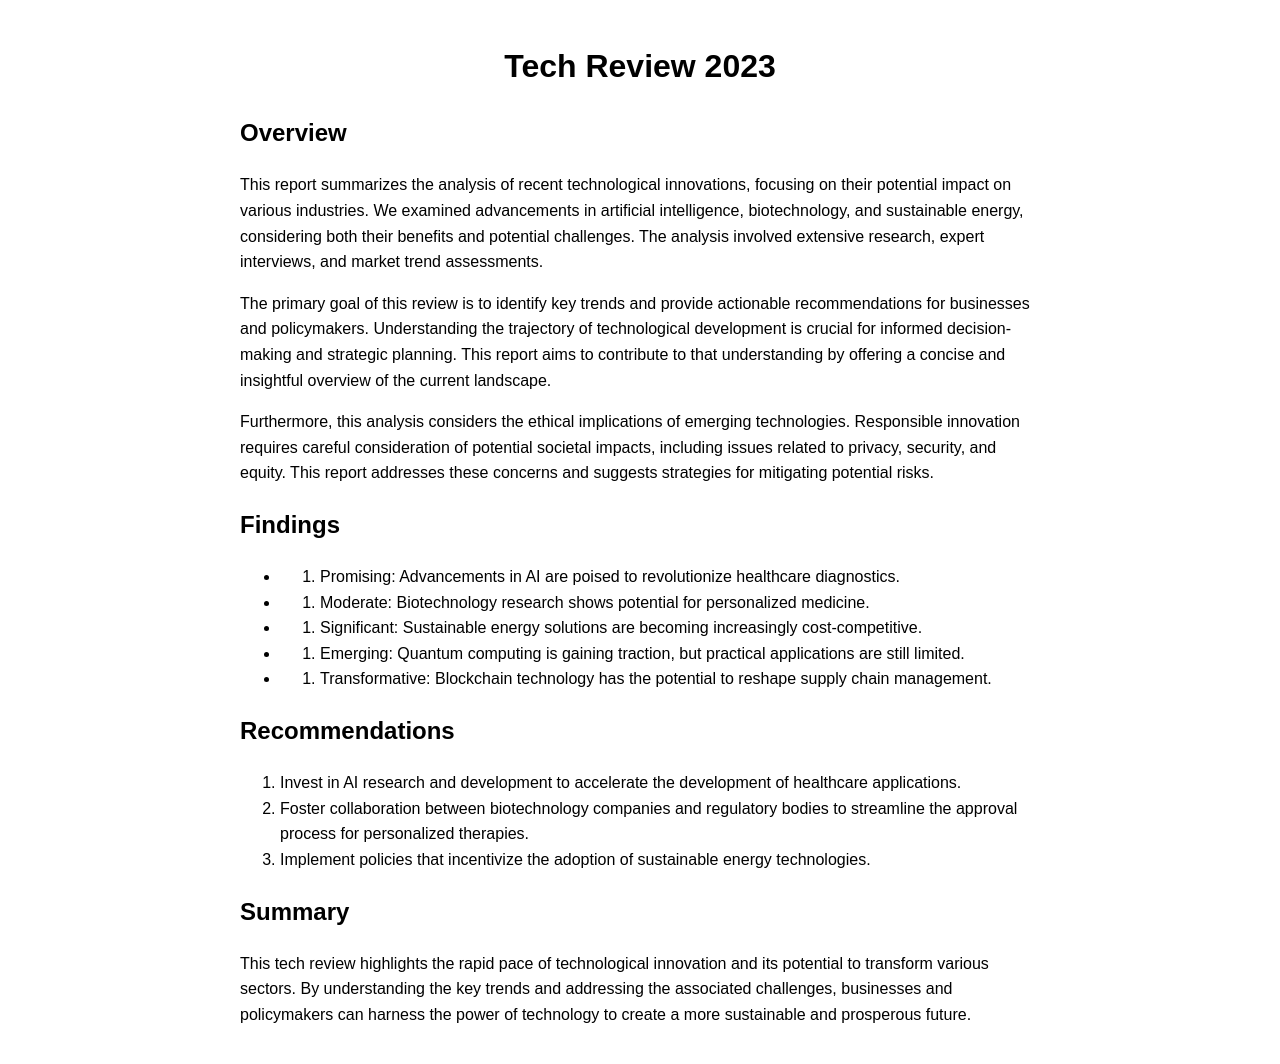 Tech Review 2023
Overview
This report summarizes the analysis of recent technological innovations, focusing on their potential impact on
various industries. We examined advancements in artificial intelligence, biotechnology, and sustainable energy,
considering both their benefits and potential challenges. The analysis involved extensive research, expert
interviews, and market trend assessments.
The primary goal of this review is to identify key trends and provide actionable recommendations for businesses
and policymakers. Understanding the trajectory of technological development is crucial for informed decision-
making and strategic planning. This report aims to contribute to that understanding by offering a concise and
insightful overview of the current landscape.
Furthermore, this analysis considers the ethical implications of emerging technologies. Responsible innovation
requires careful consideration of potential societal impacts, including issues related to privacy, security, and
equity. This report addresses these concerns and suggests strategies for mitigating potential risks.
Findings
• 1. Promising: Advancements in AI are poised to revolutionize healthcare diagnostics.
• 1. Moderate: Biotechnology research shows potential for personalized medicine.
• 1. Significant: Sustainable energy solutions are becoming increasingly cost-competitive.
• 1. Emerging: Quantum computing is gaining traction, but practical applications are still limited.
• 1. Transformative: Blockchain technology has the potential to reshape supply chain management.
Recommendations
1. Invest in AI research and development to accelerate the development of healthcare applications.
2. Foster collaboration between biotechnology companies and regulatory bodies to streamline the approval
process for personalized therapies.
3. Implement policies that incentivize the adoption of sustainable energy technologies.
Summary
This tech review highlights the rapid pace of technological innovation and its potential to transform various
sectors. By understanding the key trends and addressing the associated challenges, businesses and
policymakers can harness the power of technology to create a more sustainable and prosperous future.